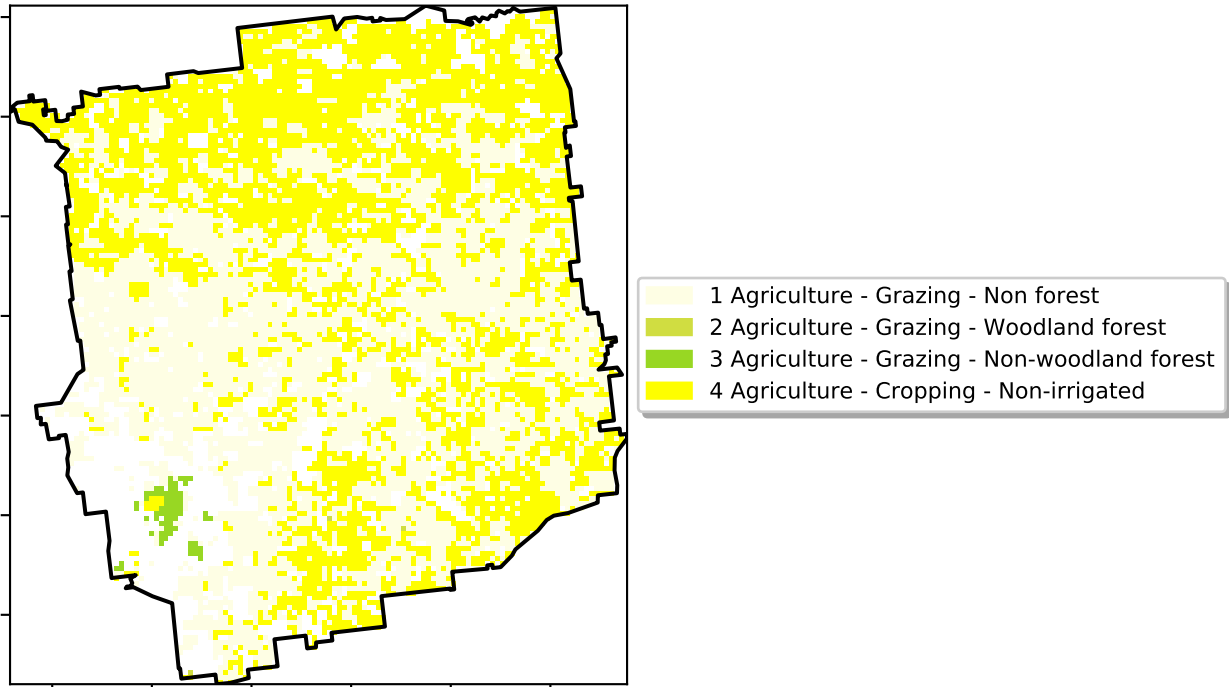 1 Agriculture - Grazing - Non forest
2 Agriculture - Grazing - Woodland forest
3 Agriculture - Grazing - Non-woodland forest
4 Agriculture - Cropping - Non-irrigated